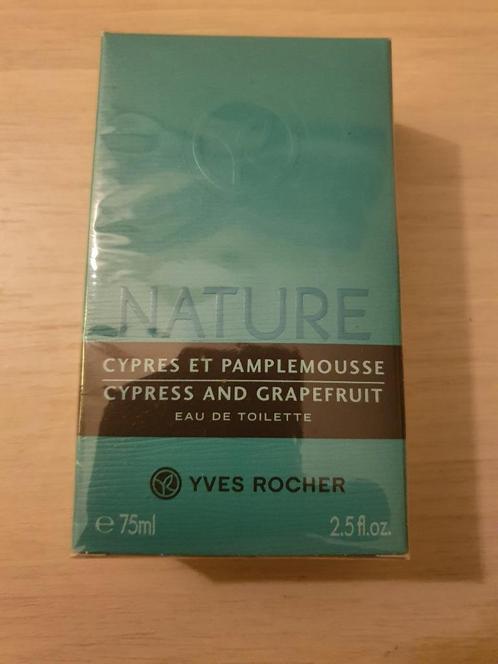 NATURE
CYPRES ET PAMPLEMOUSSE
CYPRESS AND GRAPEFRUIT
EAU DE TOILETTE
YVES ROCHER
℮ 75ml 2.5 fl.oz.